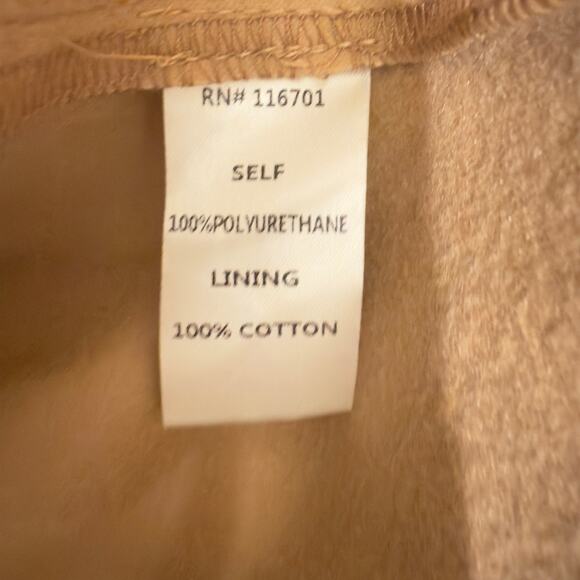 RN# 116701
SELF
100%POLYURETHANE
LINING
100% COTTON